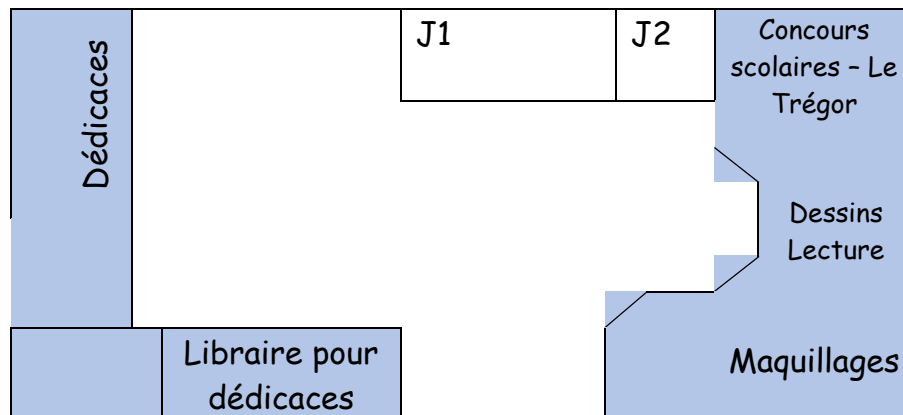 Dédicaces
J1
J2
Concours
scolaires – Le
Trégor
Dessins
Lecture
Libraire pour
dédicaces
Maquillages